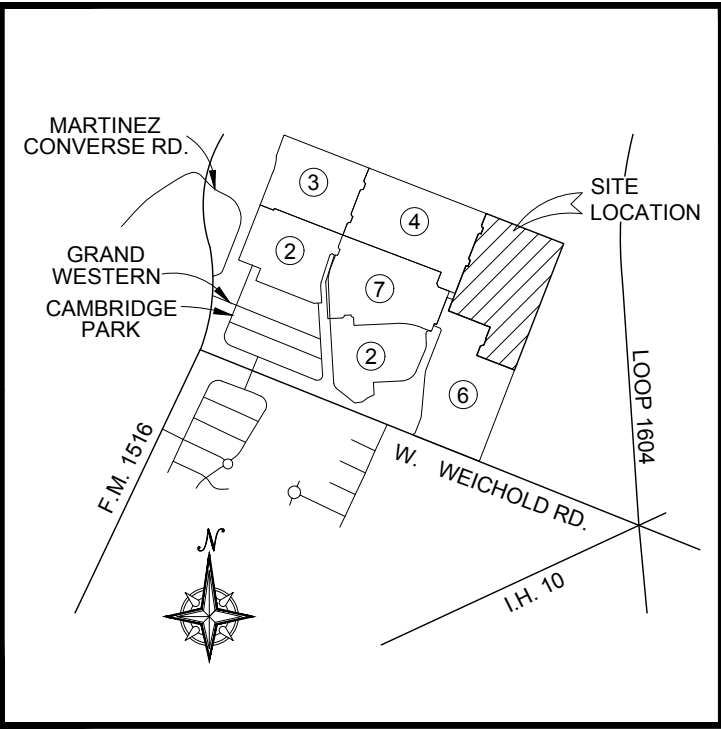 MARTINEZ
CONVERSE RD.
3
4
SITE
LOCATION
2
GRAND
WESTERN
7
CAMBRIDGE
PARK
2
6
LOOP 1604
F.M. 1516
W. WEICHOLD RD.
N
I.H. 10